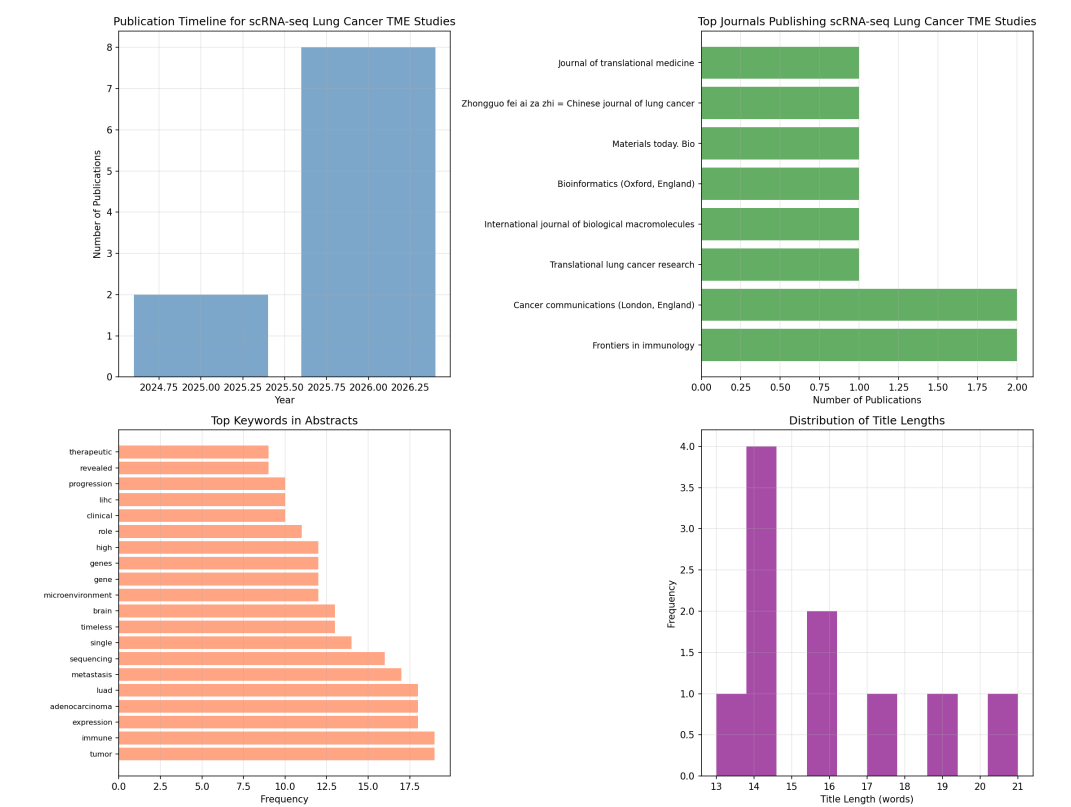 Publication Timeline for scRNA-seq Lung Cancer TME Studies
8
7
6
5
4
3
2
1
0
Number of Publications
2024.75 2025.00 2025.25 2025.50 2025.75 2026.00 2026.25
Year
Top Journals Publishing scRNA-seq Lung Cancer TME Studies
Journal of translational medicine
Zhongguo fei ai za zhi = Chinese journal of lung cancer
Materials today. Bio
Bioinformatics (Oxford, England)
International journal of biological macromolecules
Translational lung cancer research
Cancer communications (London, England)
Frontiers in immunology
0.00 0.25 0.50 0.75 1.00 1.25 1.50 1.75 2.00
Number of Publications
Top Keywords in Abstracts
therapeutic
revealed
progression
lihc
clinical
role
high
genes
gene
microenvironment
brain
timeless
single
sequencing
metastasis
luad
adenocarcinoma
expression
immune
tumor
0.0 2.5 5.0 7.5 10.0 12.5 15.0 17.5
Frequency
Distribution of Title Lengths
4.0
3.5
3.0
2.5
2.0
1.5
1.0
0.5
0.0
Frequency
13 14 15 16 17 18 19 20 21
Title Length (words)